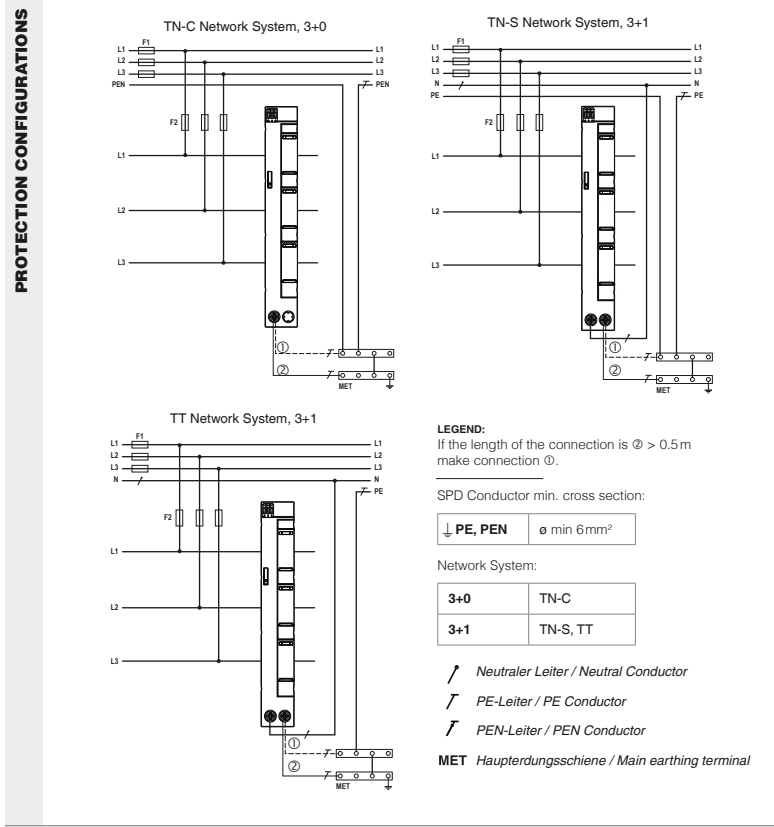 PROTECTION CONFIGURATIONS
TN-C Network System, 3+0
F1
L1 L1
L2 L2
L3 L3
PEN PEN
F2
L1
L2
L3
①
②
MET
TN-S Network System, 3+1
F1
L1 L1
L2 L2
L3 L3
N N
PE PE
F2
L1
L2
L3
①
②
MET
TT Network System, 3+1
F1
L1 L1
L2 L2
L3 L3
N N
PE
F2
L1
L2
L3
①
②
MET
LEGEND:
If the length of the connection is ② > 0.5 m
make connection ①.
SPD Conductor min. cross section:
PE, PEN ø min 6 mm²
Network System:
3+0 TN-C
3+1 TN-S, TT
Neutraler Leiter / Neutral Conductor
PE-Leiter / PE Conductor
PEN-Leiter / PEN Conductor
MET Haupterdungsschiene / Main earthing terminal